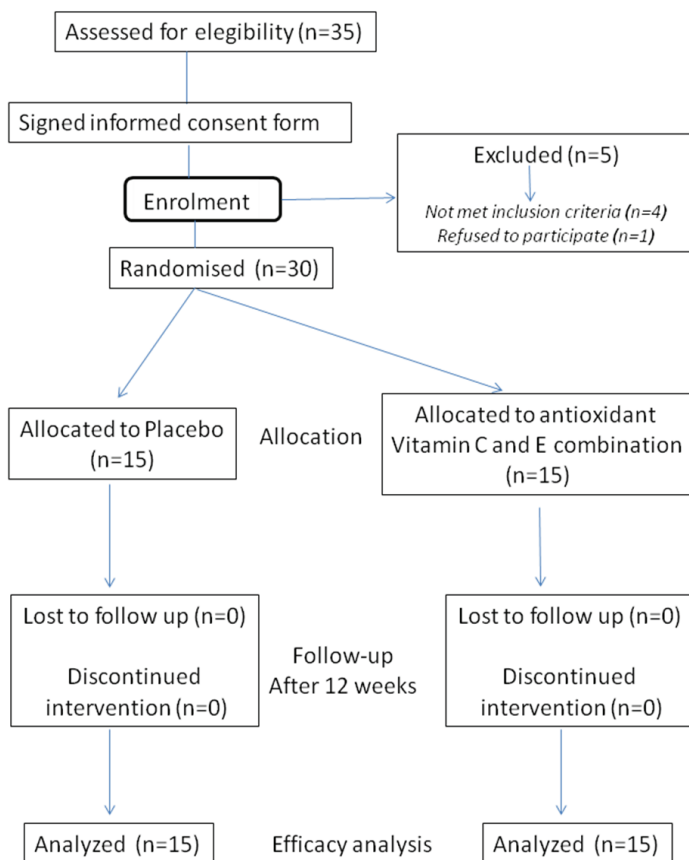 Assessed for elegibility (n=35)
Signed informed consent form
Excluded (n=5)
Not met inclusion criteria (n=4)
Refused to participate (n=1)
Enrolment
Randomised (n=30)
Allocated to Placebo
(n=15)
Allocation
Allocated to antioxidant
Vitamin C and E combination
(n=15)
Lost to follow up (n=0)
Discontinued
intervention (n=0)
Follow-up
After 12 weeks
Lost to follow up (n=0)
Discontinued
intervention (n=0)
Analyzed (n=15)
Efficacy analysis
Analyzed (n=15)